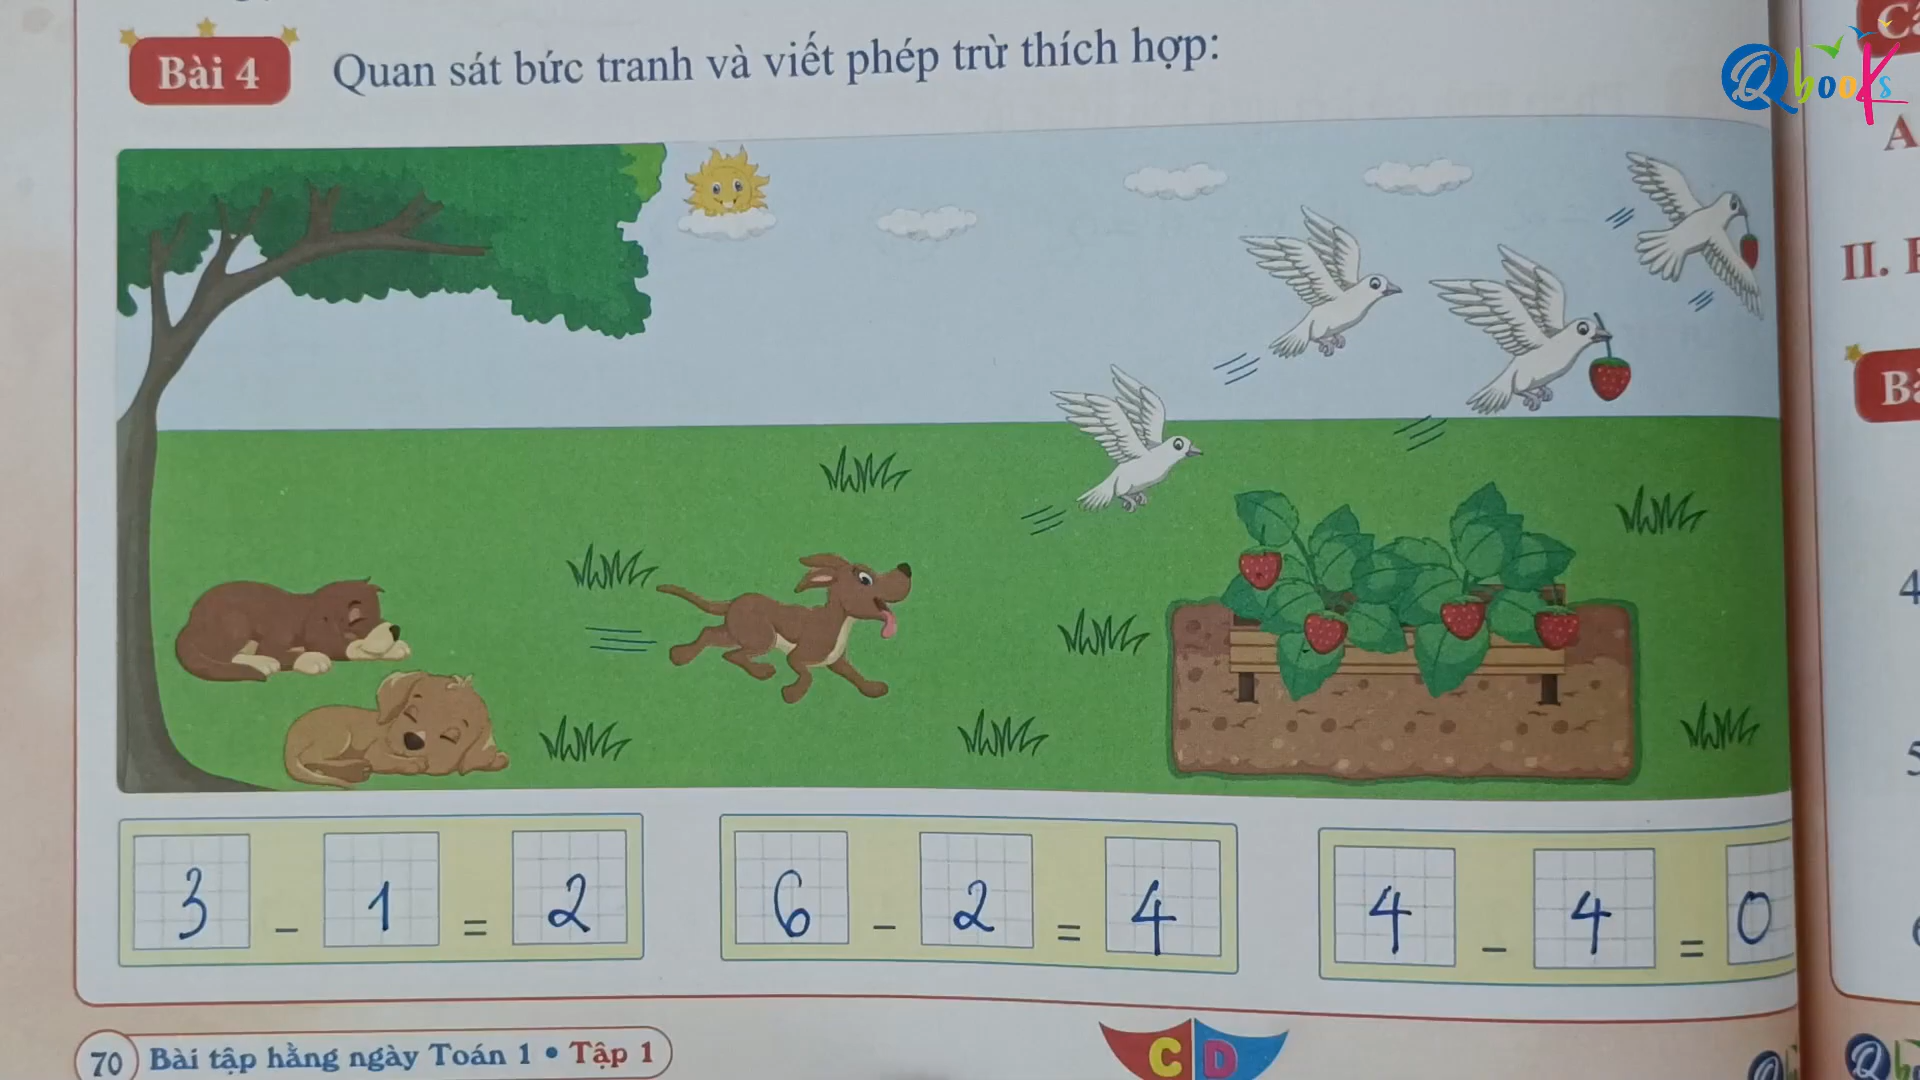 Bài 4 Quan sát bức tranh và viết phép trừ thích hợp:
Qbooks
3 - 1 = 2
6 - 2 = 4
4 - 4 = 0
70 Bài tập hằng ngày Toán 1 • Tập 1
C D
A
II.
4
5